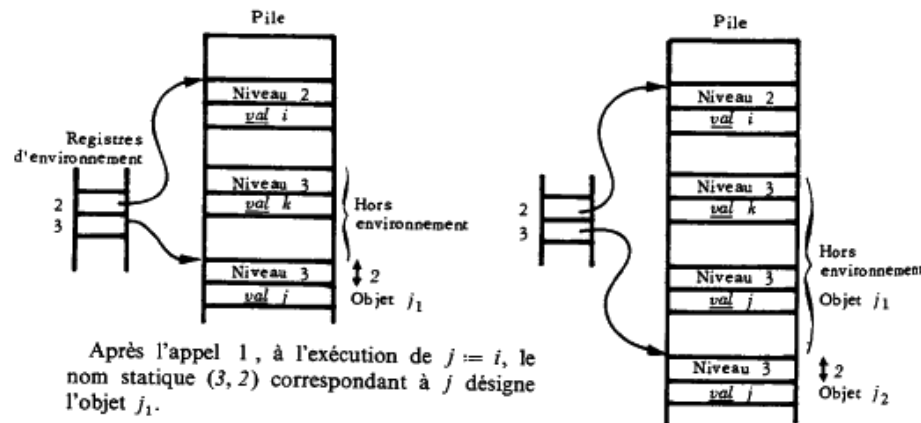 Pile
Niveau 2
val i
Registres
d'environnement
Niveau 3
val k
Hors
environnement
2
3
Niveau 3
2
val j
Objet j1
Après l'appel 1, à l'exécution de j := i, le
nom statique (3, 2) correspondant à j désigne
l'objet j1.
Pile
Niveau 2
val i
Niveau 3
val k
2
3
Hors
environnement
Niveau 3
val j
Objet j1
Niveau 3
2
val j
Objet j2